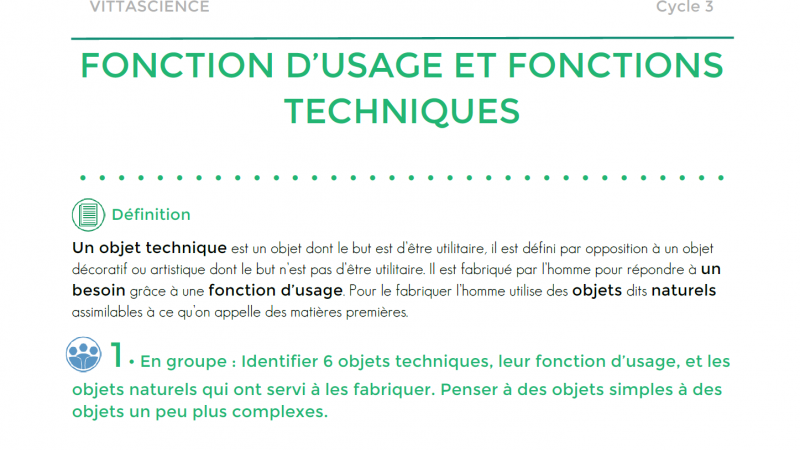 VITTASCIENCE Cycle 3
FONCTION D'USAGE ET FONCTIONS
TECHNIQUES
Définition
Un objet technique est un objet dont le but est d'être utilitaire, il est défini par opposition à un objet
décoratif ou artistique dont le but n'est pas d'être utilitaire. Il est fabriqué par l'homme pour répondre à un
besoin grâce à une fonction d'usage. Pour le fabriquer l'homme utilise des objets dits naturels
assimilables à ce qu'on appelle des matières premières.
1 • En groupe : Identifier 6 objets techniques, leur fonction d'usage, et les
objets naturels qui ont servi à les fabriquer. Penser à des objets simples à des
objets un peu plus complexes.